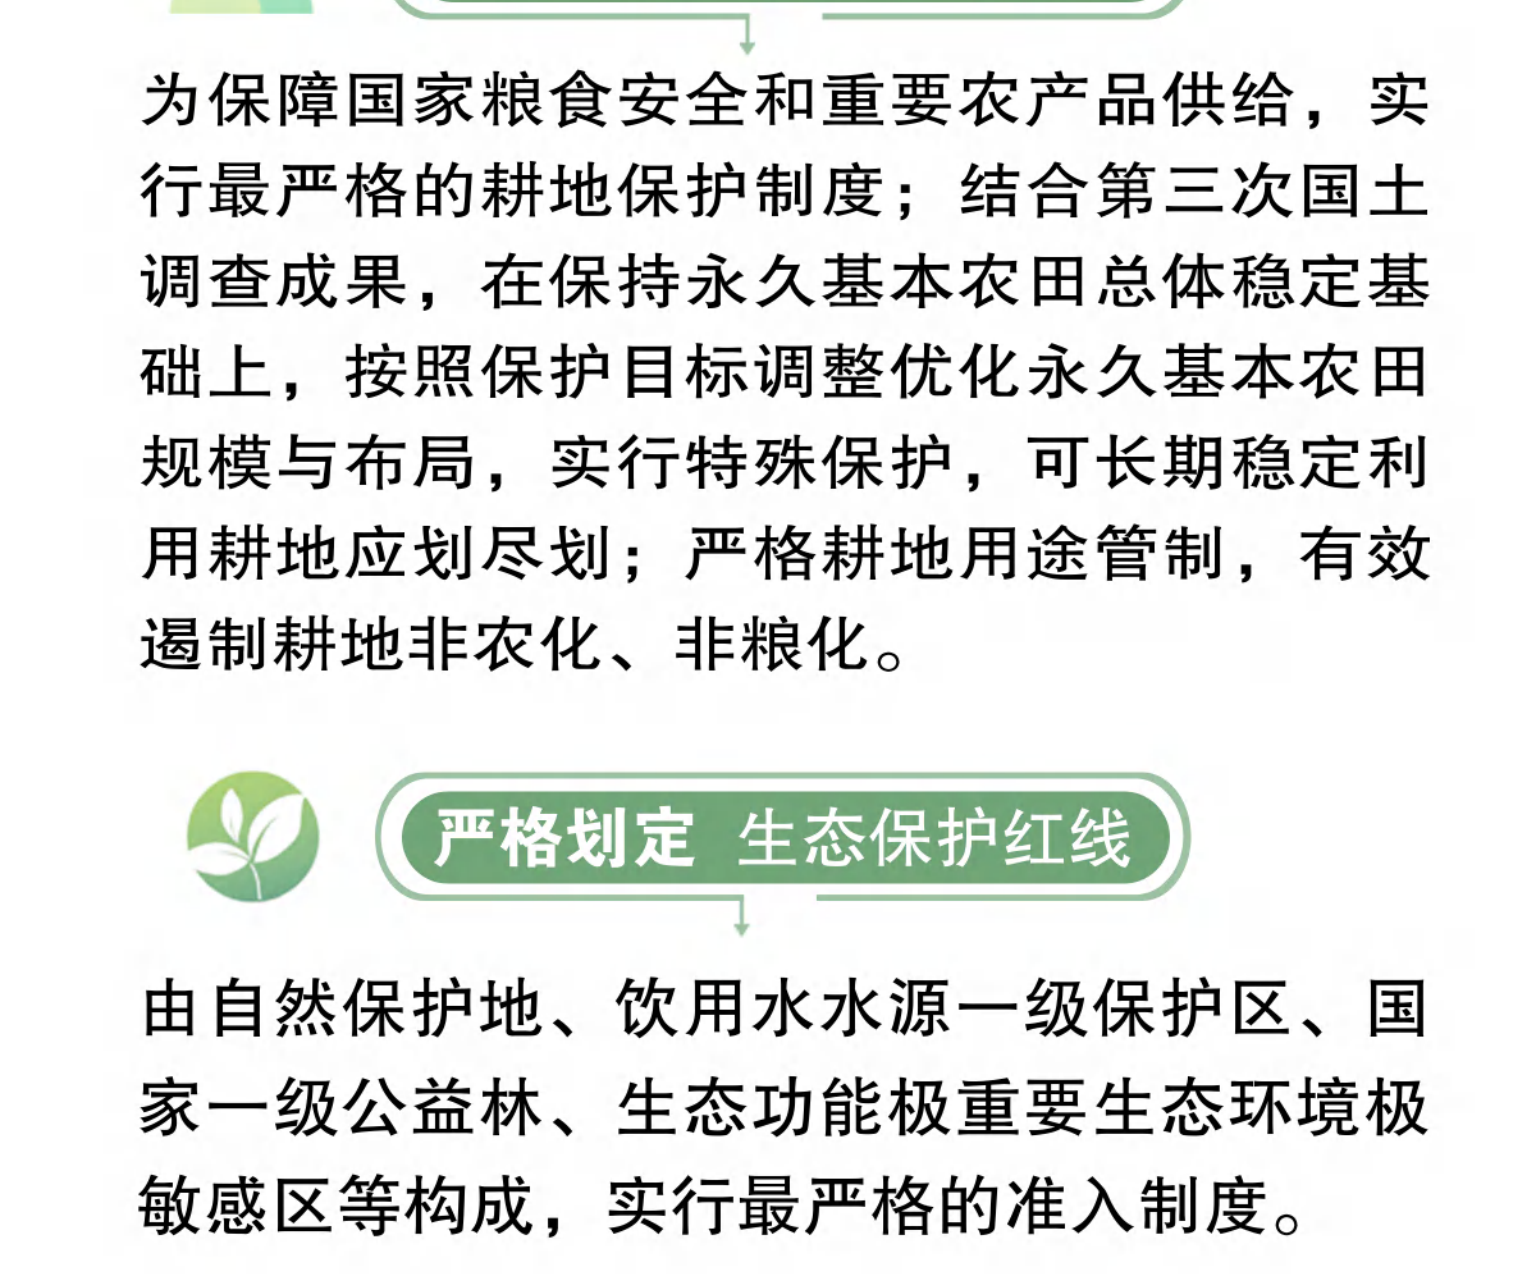 为保障国家粮食安全和重要农产品供给，实
行最严格的耕地保护制度；结合第三次国土
调查成果，在保持永久基本农田总体稳定基
础上，按照保护目标调整优化永久基本农田
规模与布局，实行特殊保护，可长期稳定利
用耕地应划尽划；严格耕地用途管制，有效
遏制耕地非农化、非粮化。
严格划定 生态保护红线
由自然保护地、饮用水水源一级保护区、国
家一级公益林、生态功能极重要生态环境极
敏感区等构成，实行最严格的准入制度。